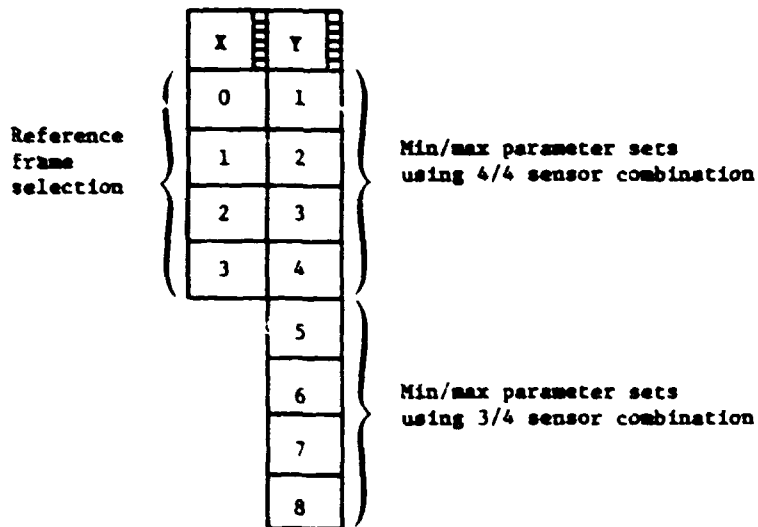 X Y
0 1
1 2
2 3
3 4
5
6
7
8
Reference
frame
selection
Min/max parameter sets
using 4/4 sensor combination
Min/max parameter sets
using 3/4 sensor combination